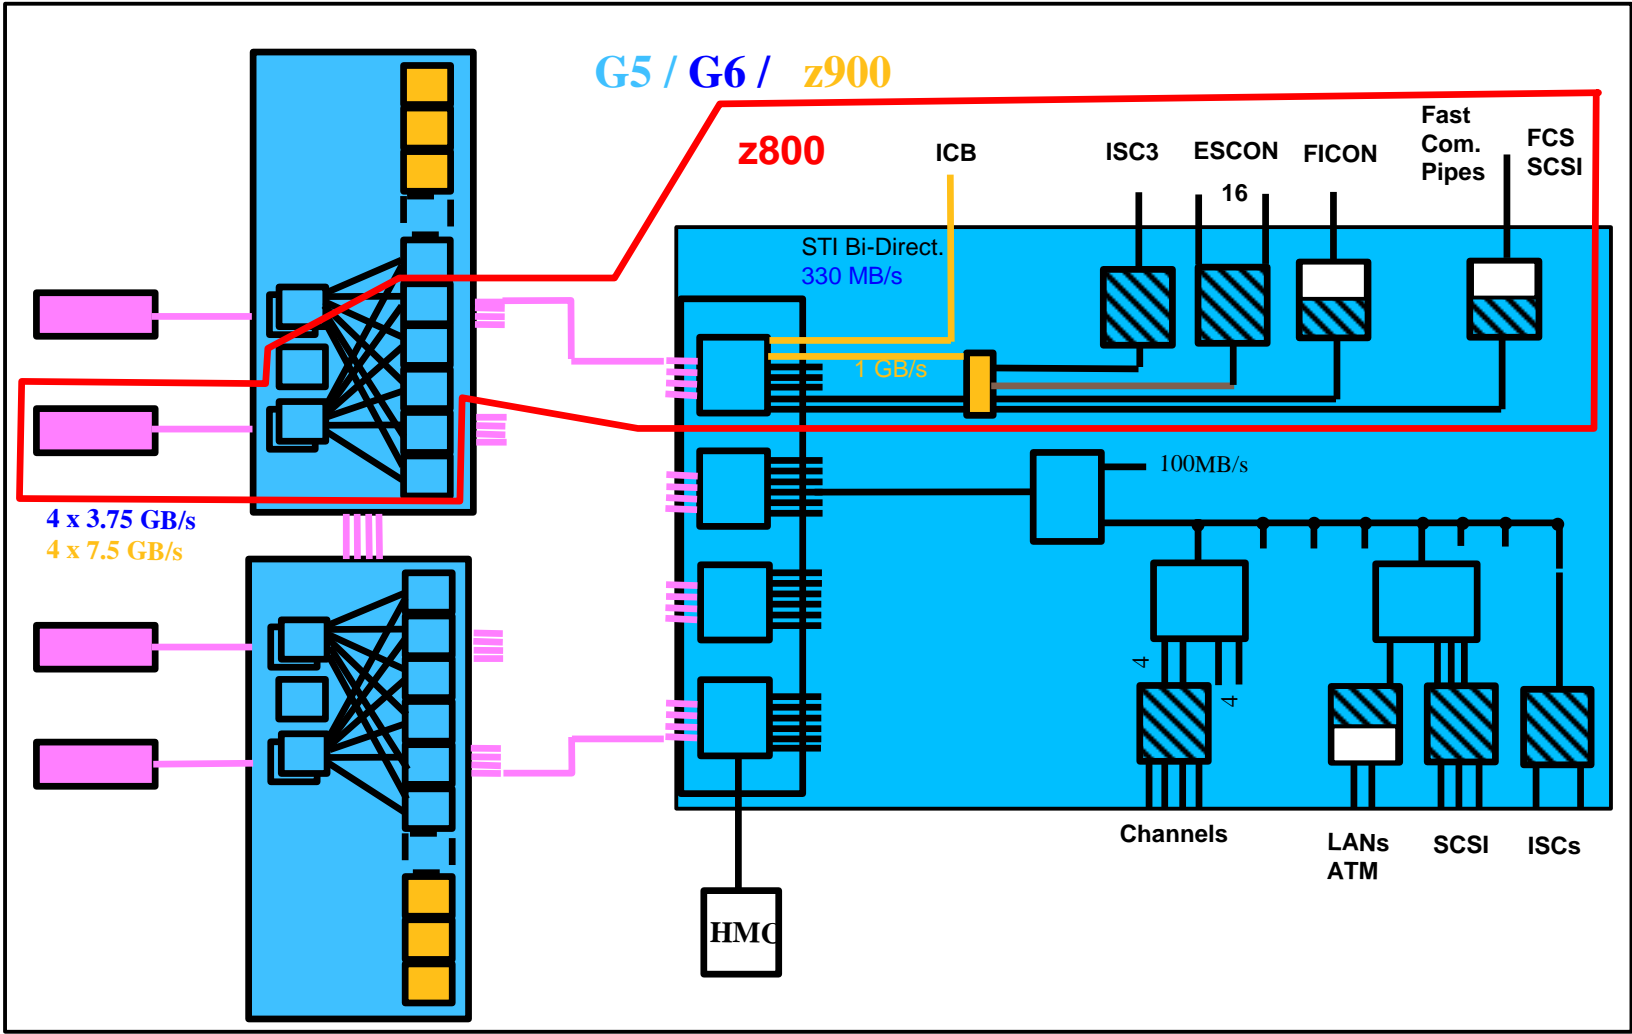 G5 / G6 / z900
z800
ICB
ISC3
ESCON
16
FICON
Fast
Com.
Pipes
FCS
SCSI
STI Bi-Direct.
330 MB/s
1 GB/s
100MB/s
4 x 3.75 GB/s
4 x 7.5 GB/s
4
4
Channels
LANs
ATM
SCSI
ISCs
HMC